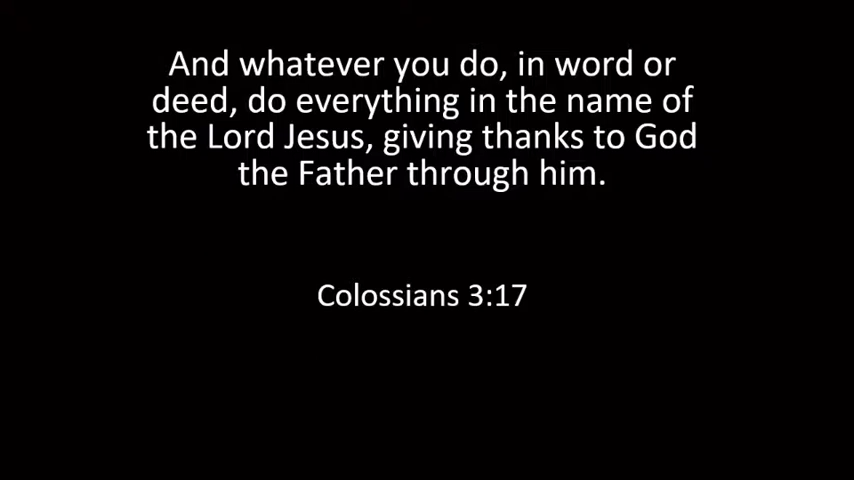 And whatever you do, in word or
deed, do everything in the name of
the Lord Jesus, giving thanks to God
the Father through him.
Colossians 3:17